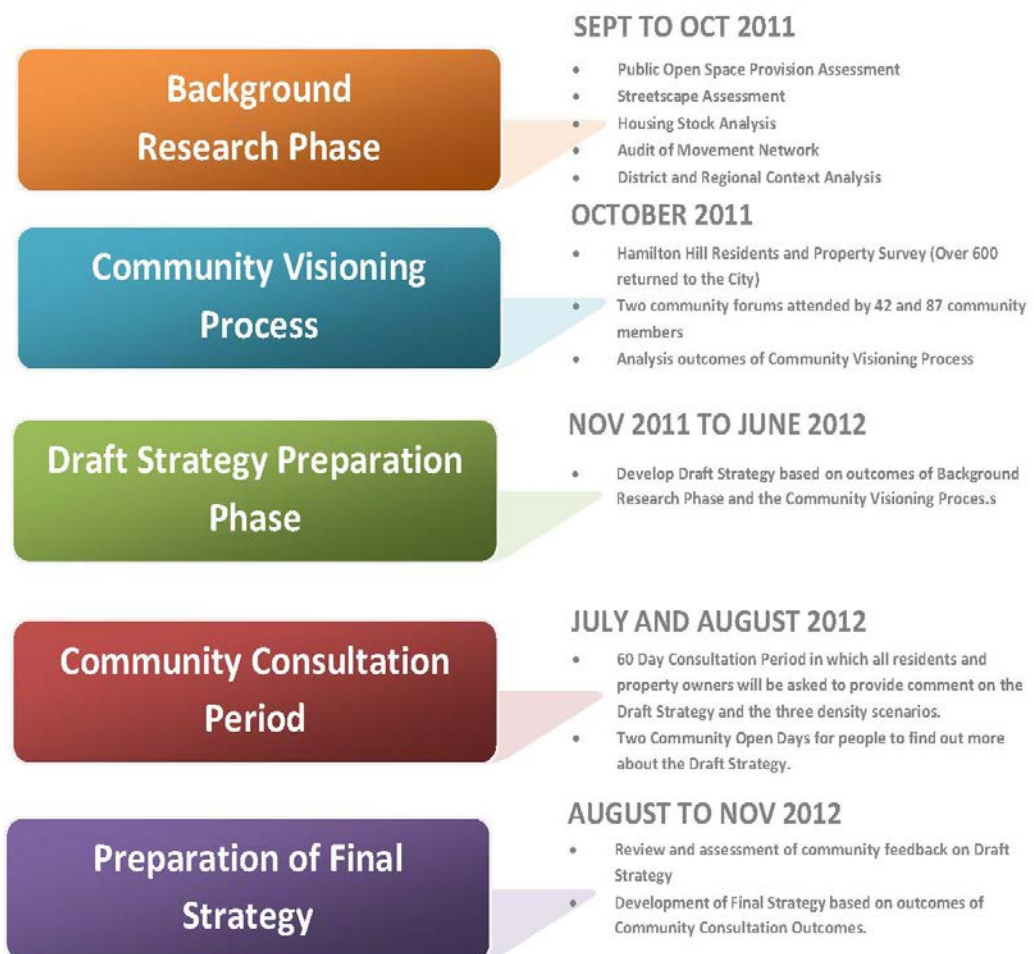 Background
Research Phase
SEPT TO OCT 2011
• Public Open Space Provision Assessment
• Streetscape Assessment
• Housing Stock Analysis
• Audit of Movement Network
• District and Regional Context Analysis
Community Visioning
Process
OCTOBER 2011
• Hamilton Hill Residents and Property Survey (Over 600
returned to the City)
• Two community forums attended by 42 and 87 community
members
• Analysis outcomes of Community Visioning Process
Draft Strategy Preparation
Phase
NOV 2011 TO JUNE 2012
• Develop Draft Strategy based on outcomes of Background
Research Phase and the Community Visioning Proces.s
Community Consultation
Period
JULY AND AUGUST 2012
• 60 Day Consultation Period in which all residents and
property owners will be asked to provide comment on the
Draft Strategy and the three density scenarios.
• Two Community Open Days for people to find out more
about the Draft Strategy.
Preparation of Final
Strategy
AUGUST TO NOV 2012
• Review and assessment of community feedback on Draft
Strategy
• Development of Final Strategy based on outcomes of
Community Consultation Outcomes.